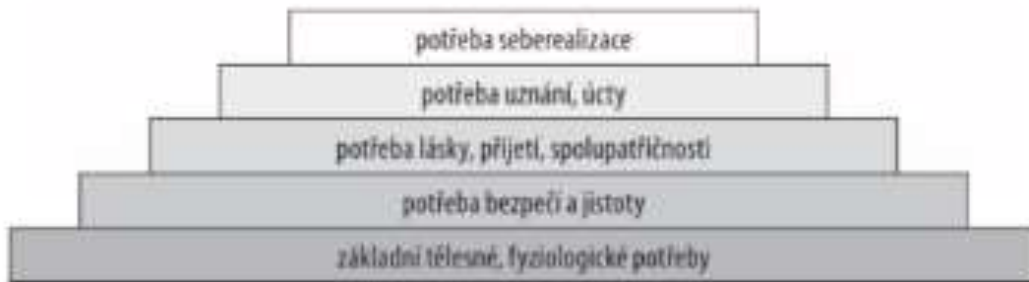 potřeba seberealizace
potřeba uznání, úcty
potřeba lásky, přijetí, spolupatřičnosti
potřeba bezpečí a jistoty
základní tělesné, fyziologické potřeby